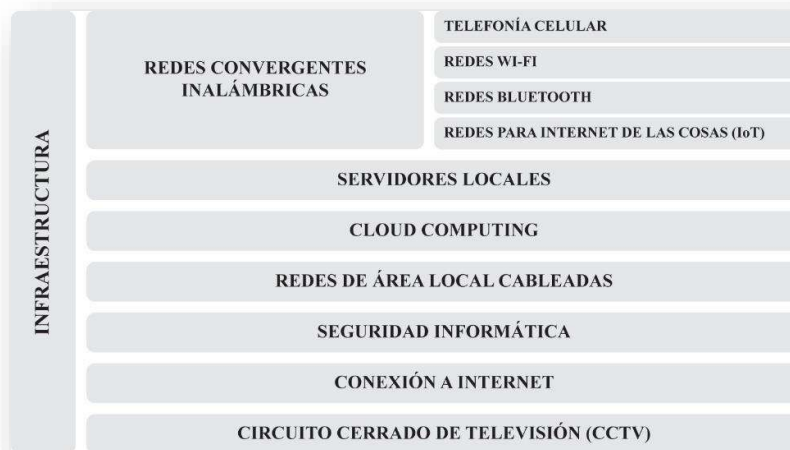 INFRAESTRUCTURA
REDES CONVERGENTES
INALÁMBRICAS
TELEFONÍA CELULAR
REDES WI-FI
REDES BLUETOOTH
REDES PARA INTERNET DE LAS COSAS (IoT)
SERVIDORES LOCALES
CLOUD COMPUTING
REDES DE ÁREA LOCAL CABLEADAS
SEGURIDAD INFORMÁTICA
CONEXIÓN A INTERNET
CIRCUITO CERRADO DE TELEVISIÓN (CCTV)